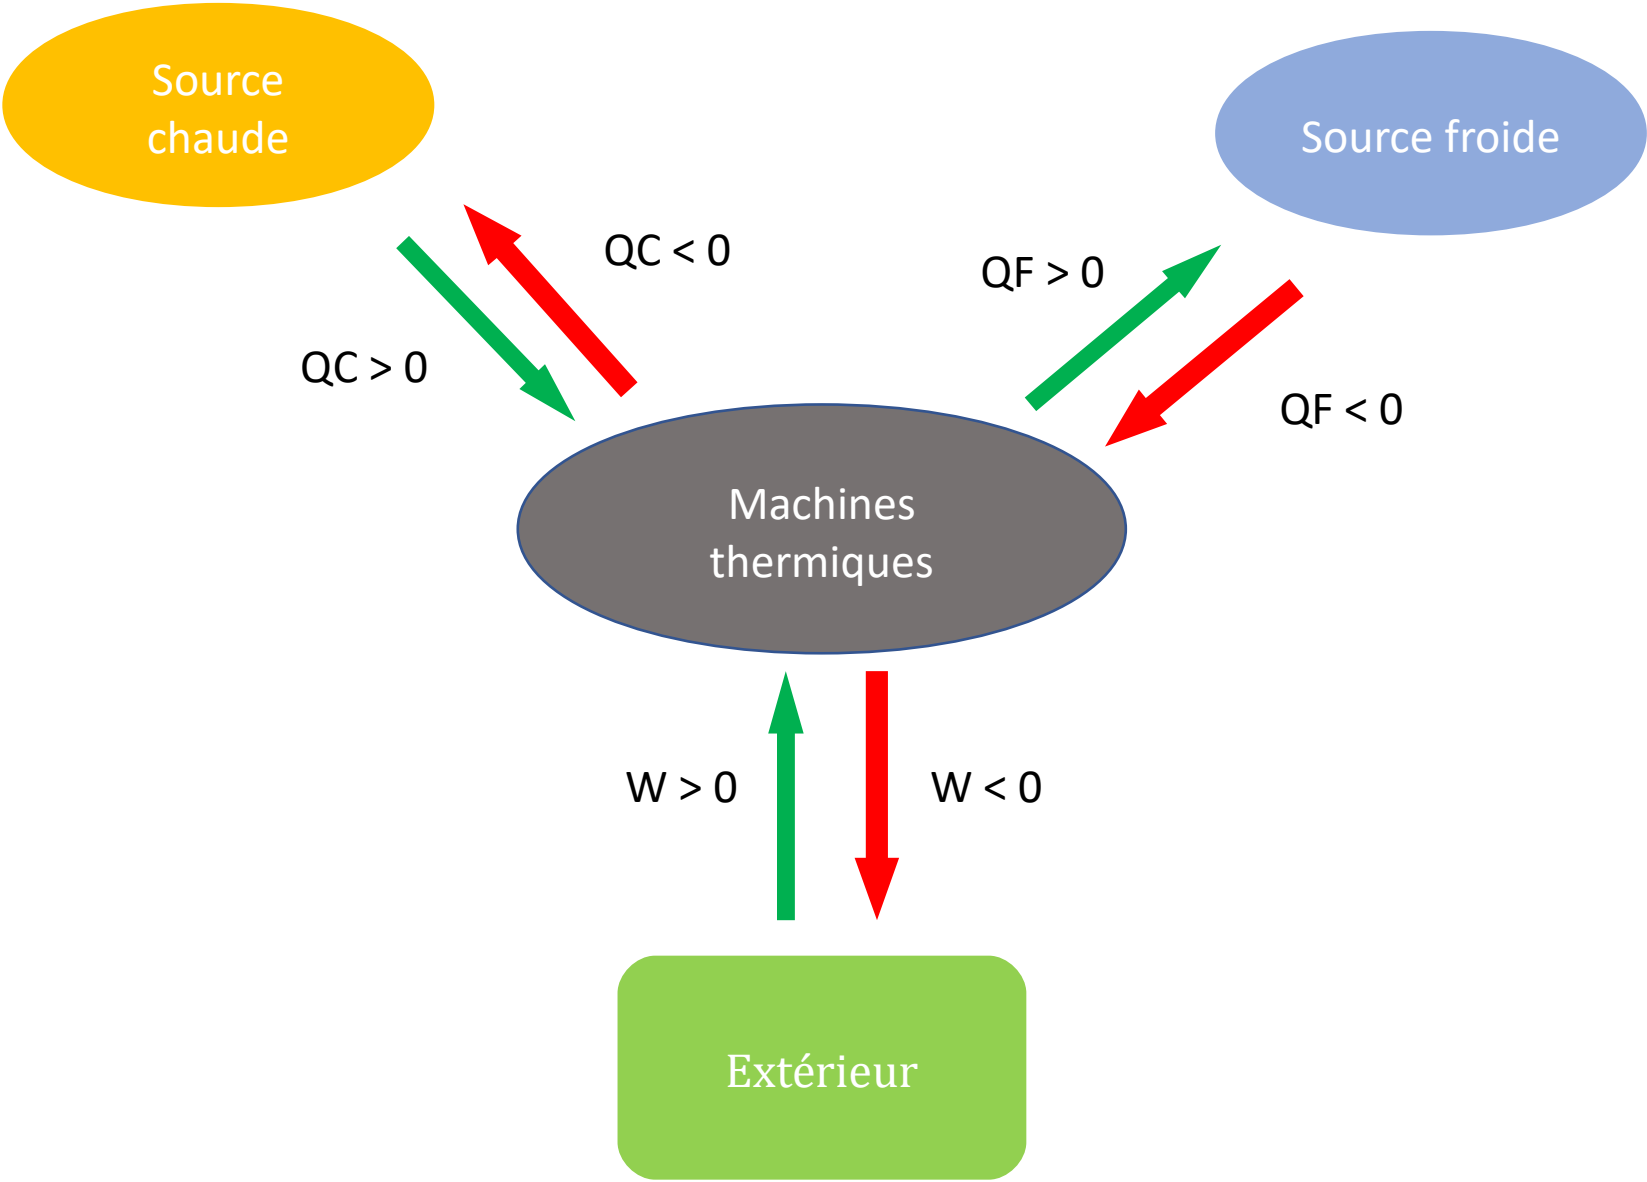 Source
chaude
Source froide
QC < 0
QF > 0
QC > 0
QF < 0
Machines
thermiques
W > 0
W < 0
Extérieur